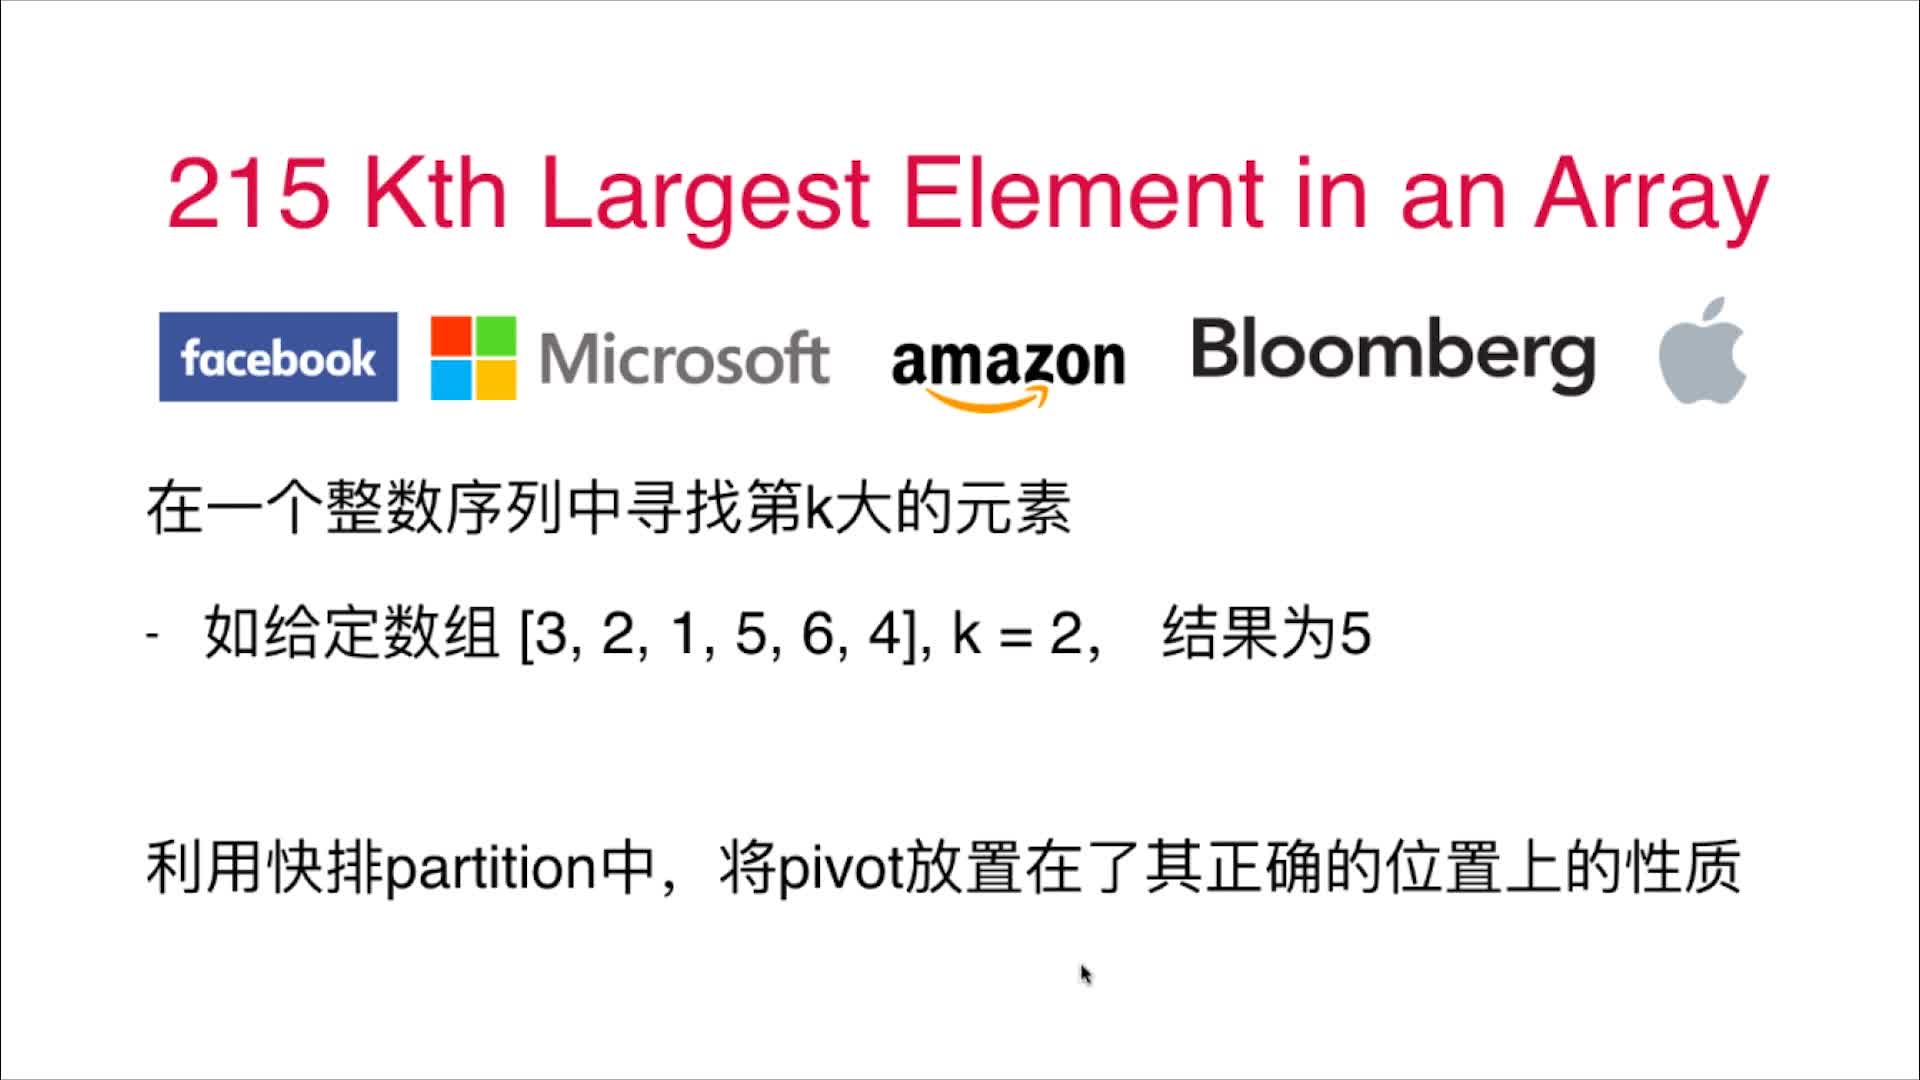 215 Kth Largest Element in an Array
facebook Microsoft amazon Bloomberg
在一个整数序列中寻找第k大的元素
- 如给定数组 [3, 2, 1, 5, 6, 4], k = 2， 结果为5
利用快排partition中，将pivot放置在了其正确的位置上的性质